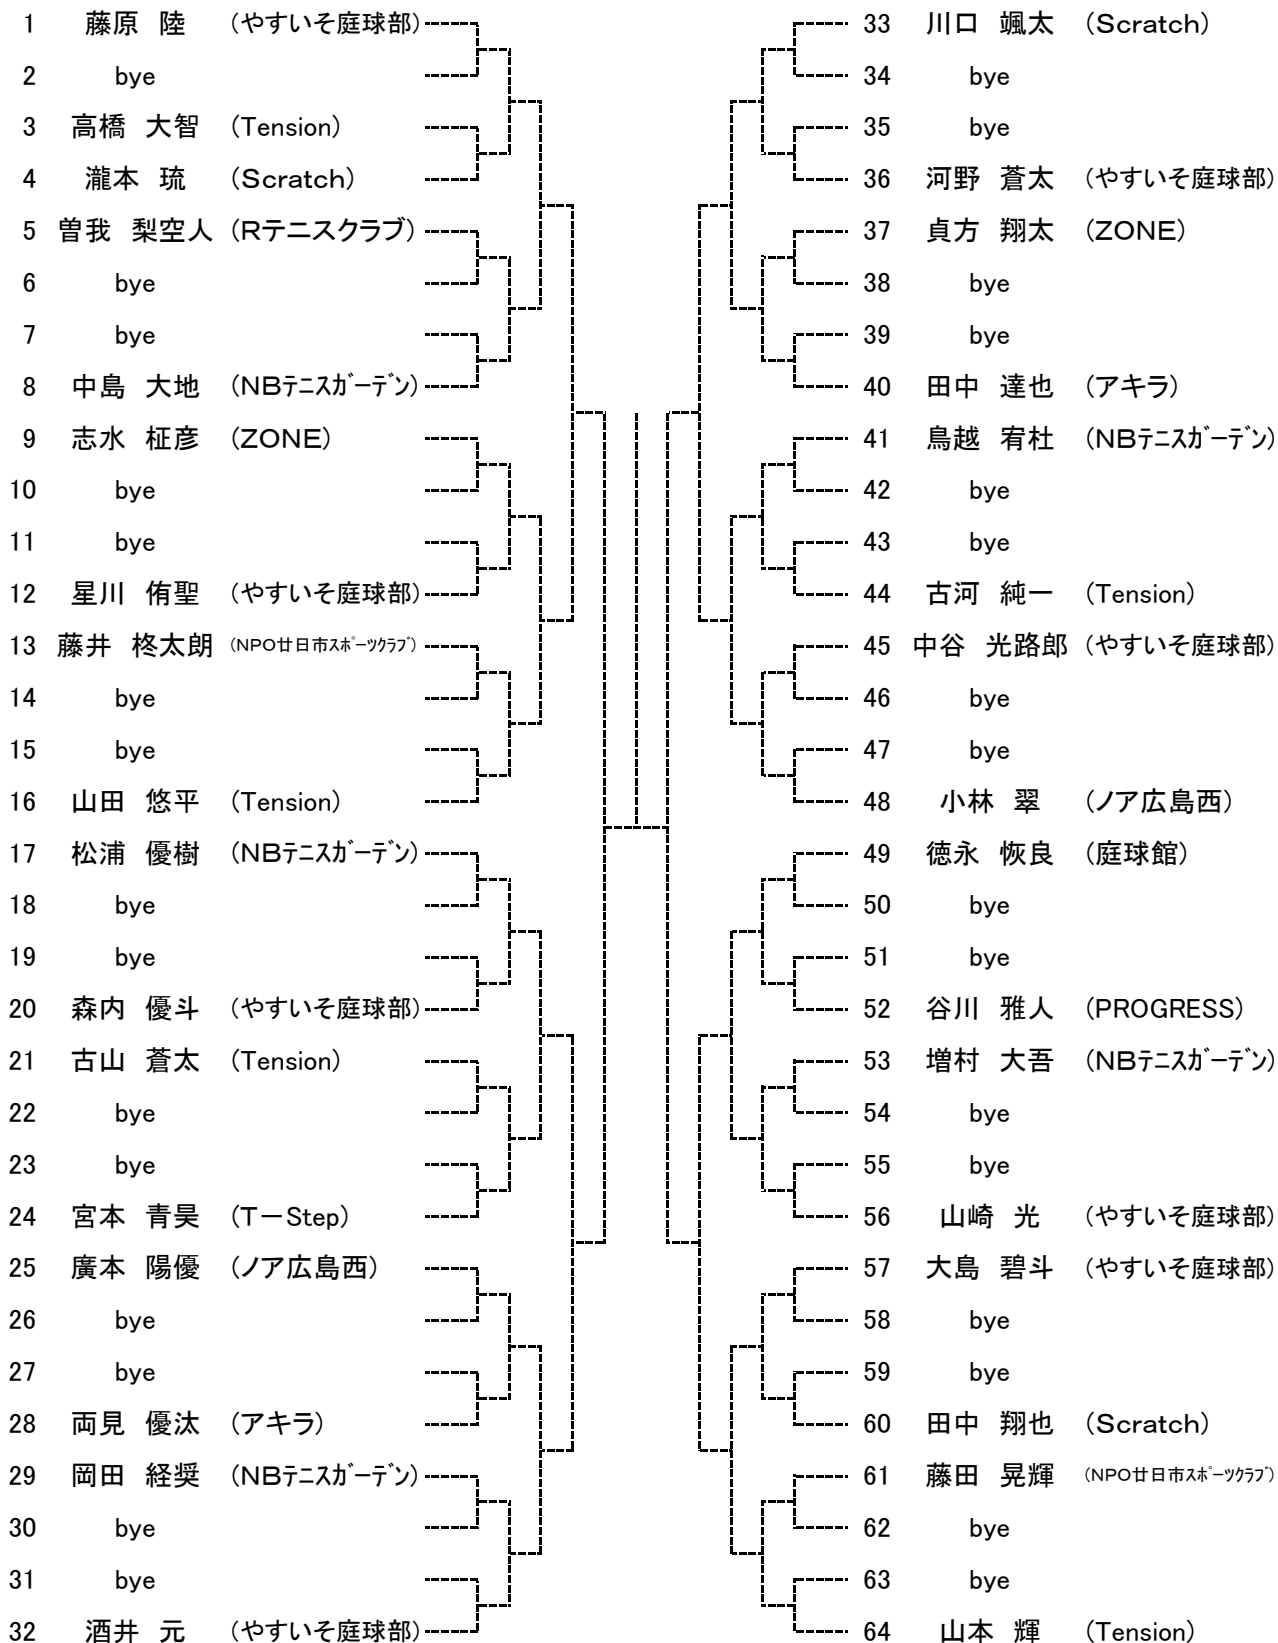 1 藤原 陸 (やすいそ庭球部)
2 bye
3 高橋 大智 (Tension)
4 瀧本 琉 (Scratch)
5 曽我 梨空人 (Rテニスクラブ)
6 bye
7 bye
8 中島 大地 (NBﾃﾆｽｶﾞｰﾃﾞﾝ)
9 志水 柾彦 (ZONE)
10 bye
11 bye
12 星川 侑聖 (やすいそ庭球部)
13 藤井 柊太朗 (NPO廿日市ｽﾎﾟｰﾂｸﾗﾌﾞ)
14 bye
15 bye
16 山田 悠平 (Tension)
17 松浦 優樹 (NBﾃﾆｽｶﾞｰﾃﾞﾝ)
18 bye
19 bye
20 森内 優斗 (やすいそ庭球部)
21 古山 蒼太 (Tension)
22 bye
23 bye
24 宮本 青昊 (T－Step)
25 廣本 陽優 (ノア広島西)
26 bye
27 bye
28 両見 優汰 (アキラ)
29 岡田 経奨 (NBﾃﾆｽｶﾞｰﾃﾞﾝ)
30 bye
31 bye
32 酒井 元 (やすいそ庭球部)
33 川口 颯太 (Scratch)
34 bye
35 bye
36 河野 蒼太 (やすいそ庭球部)
37 貞方 翔太 (ZONE)
38 bye
39 bye
40 田中 達也 (アキラ)
41 鳥越 宥杜 (NBﾃﾆｽｶﾞｰﾃﾞﾝ)
42 bye
43 bye
44 古河 純一 (Tension)
45 中谷 光路郎 (やすいそ庭球部)
46 bye
47 bye
48 小林 翠 (ノア広島西)
49 徳永 恢良 (庭球館)
50 bye
51 bye
52 谷川 雅人 (PROGRESS)
53 増村 大吾 (NBﾃﾆｽｶﾞｰﾃﾞﾝ)
54 bye
55 bye
56 山崎 光 (やすいそ庭球部)
57 大島 碧斗 (やすいそ庭球部)
58 bye
59 bye
60 田中 翔也 (Scratch)
61 藤田 晃輝 (NPO廿日市ｽﾎﾟｰﾂｸﾗﾌﾞ)
62 bye
63 bye
64 山本 輝 (Tension)